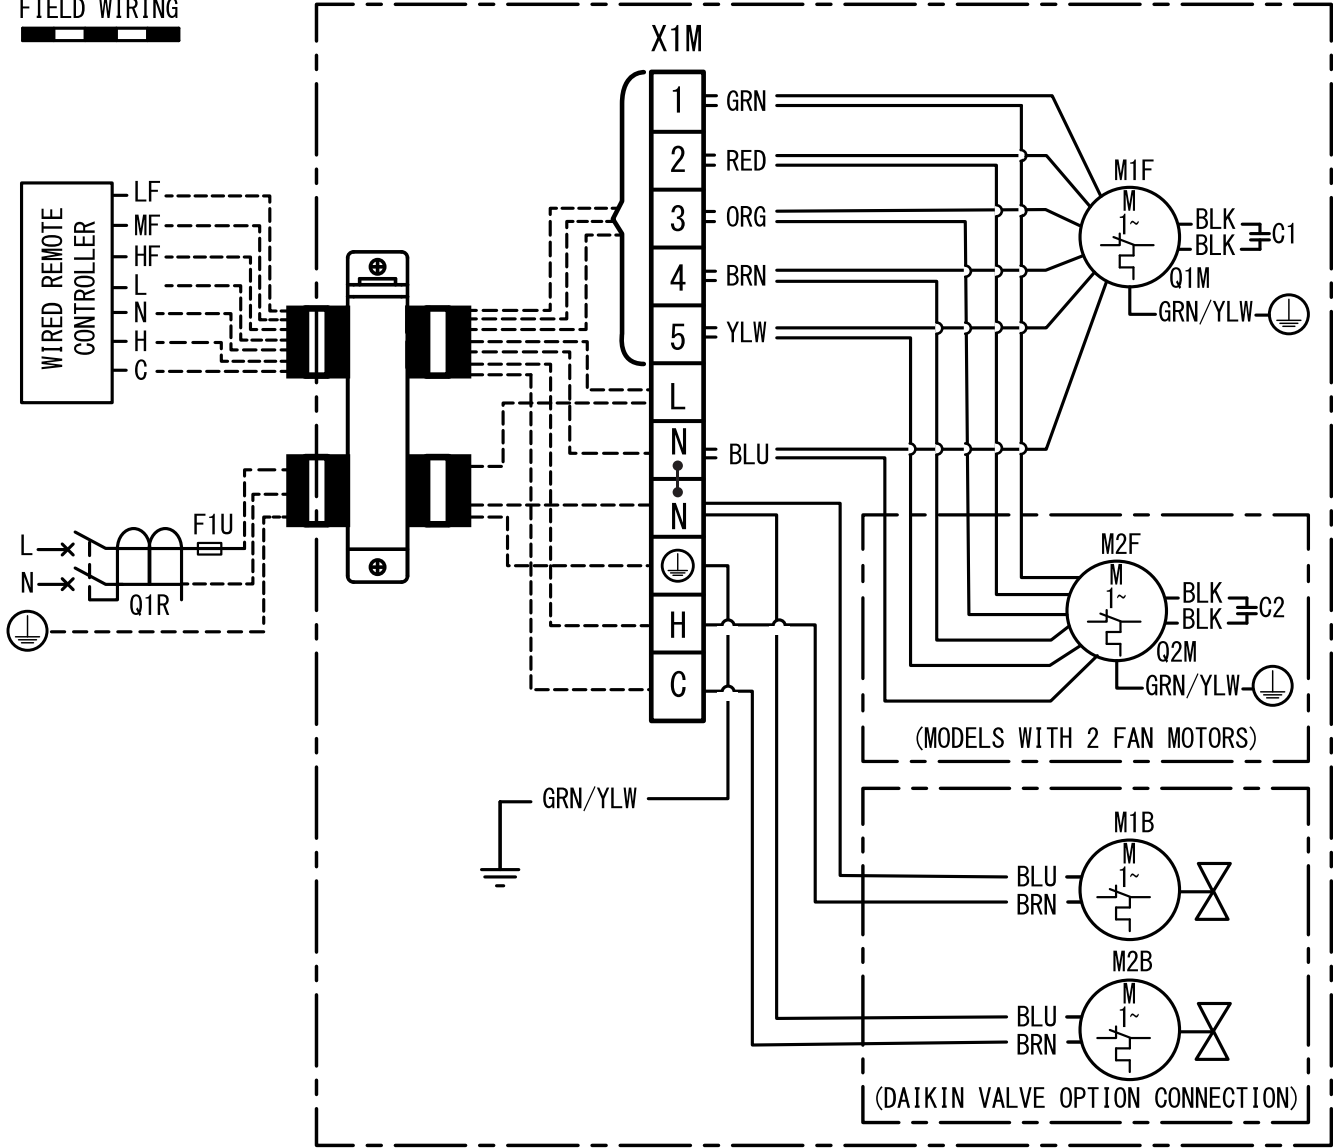 FIELD WIRING
X1M
1
GRN
2
RED
3
ORG
4
BRN
5
YLW
L
N
BLU
N
H
C
WIRED REMOTE
CONTROLLER
LF
MF
HF
L
N
H
C
L
N
F1U
Q1R
M1F
M
1~
Q1M
BLK
BLK
C1
GRN/YLW
M2F
M
1~
Q2M
BLK
BLK
C2
GRN/YLW
(MODELS WITH 2 FAN MOTORS)
GRN/YLW
M1B
M
1~
BLU
BRN
M2B
M
1~
BLU
BRN
(DAIKIN VALVE OPTION CONNECTION)